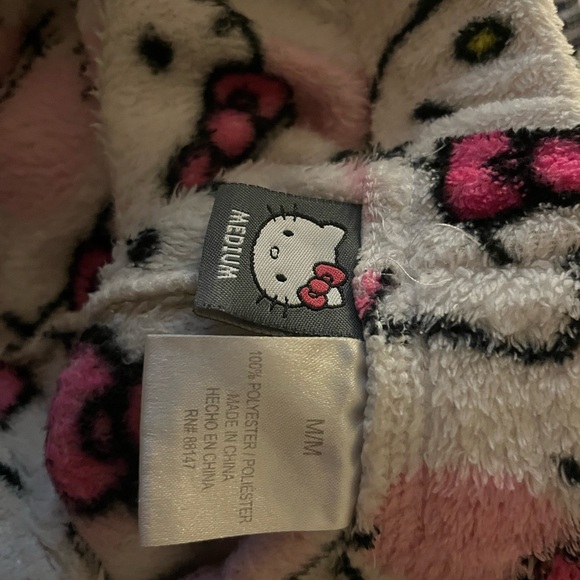 MEDIUM
M/M
100% POLYESTER / POLIÉSTER
MADE IN CHINA
HECHO EN CHINA
RN# 88147